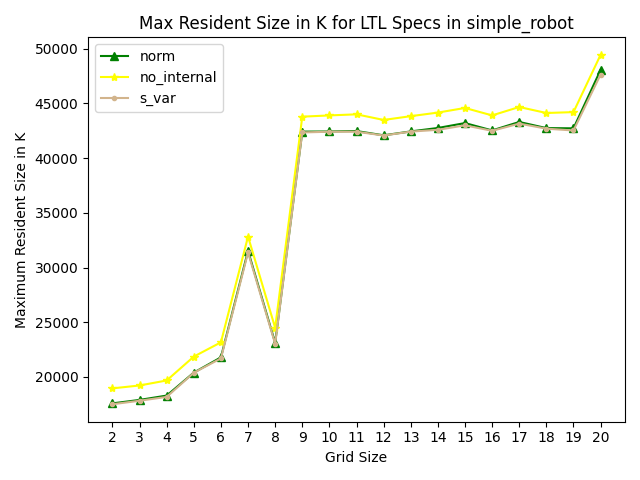 Max Resident Size in K for LTL Specs in simple_robot
norm
no_internal
s_var
Maximum Resident Size in K
50000
45000
40000
35000
30000
25000
20000
2 3 4 5 6 7 8 9 10 11 12 13 14 15 16 17 18 19 20
Grid Size